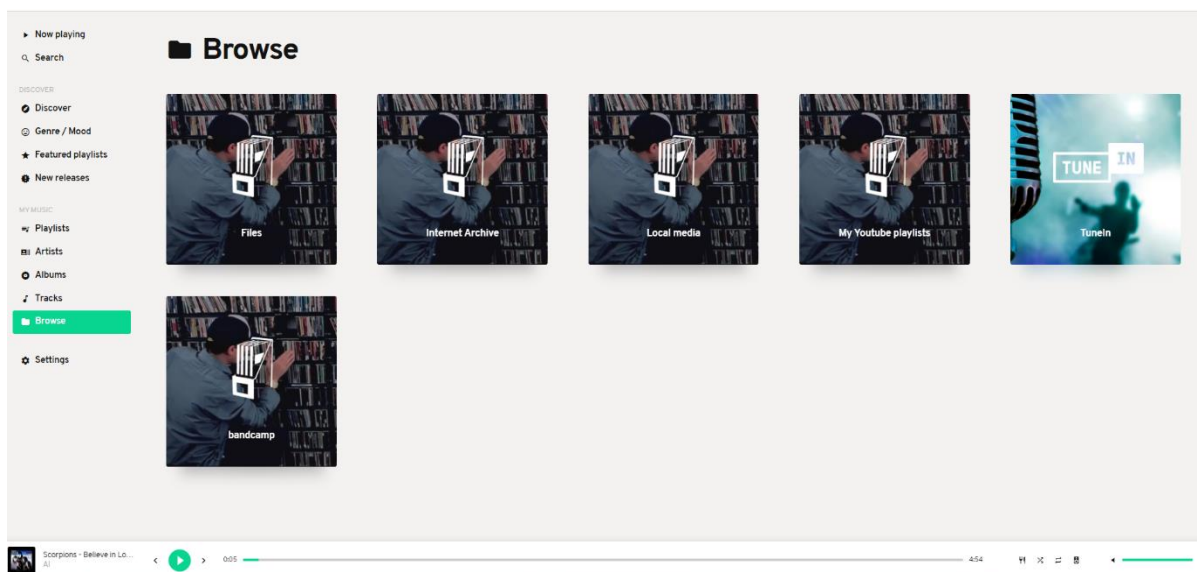 Now playing
Search
DISCOVER
Discover
Genre / Mood
Featured playlists
New releases
MY MUSIC
Playlists
Artists
Albums
Tracks
Browse
Settings
Browse
Files
Internet Archive
Local media
My Youtube playlists
TUNE IN
TuneIn
bandcamp
Scorpions - Believe in Lo...
Al
0:05
4:54